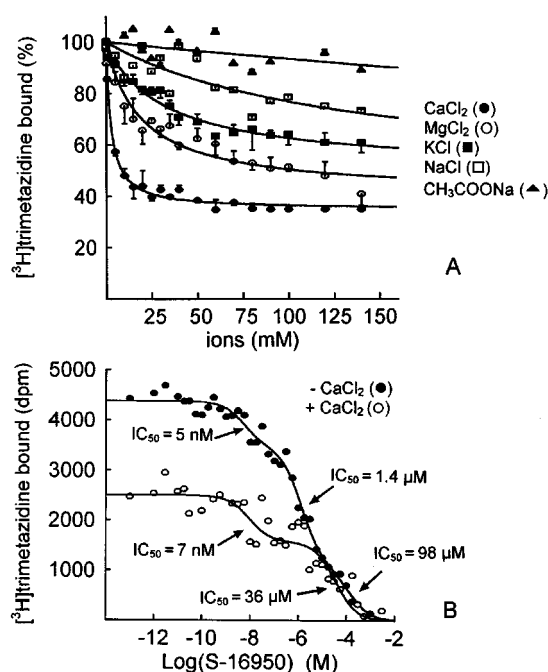 [³H]trimetazidine bound (%)
100
80
60
40
20
25 50 75 100 125 150
ions (mM)
CaCl₂ (●)
MgCl₂ (○)
KCl (■)
NaCl (□)
CH₃COONa (▲)
A
[³H]trimetazidine bound (dpm)
5000
4000
3000
2000
1000
- CaCl₂ (●)
+ CaCl₂ (○)
IC₅₀ = 5 nM
IC₅₀ = 1.4 µM
IC₅₀ = 7 nM
IC₅₀ = 98 µM
IC₅₀ = 36 µM
B
-12 -10 -8 -6 -4 -2
Log(S-16950) (M)